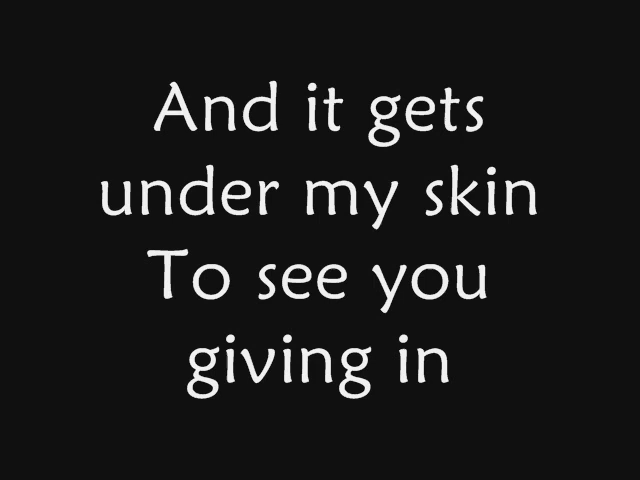 And it gets
under my skin
To see you
giving in